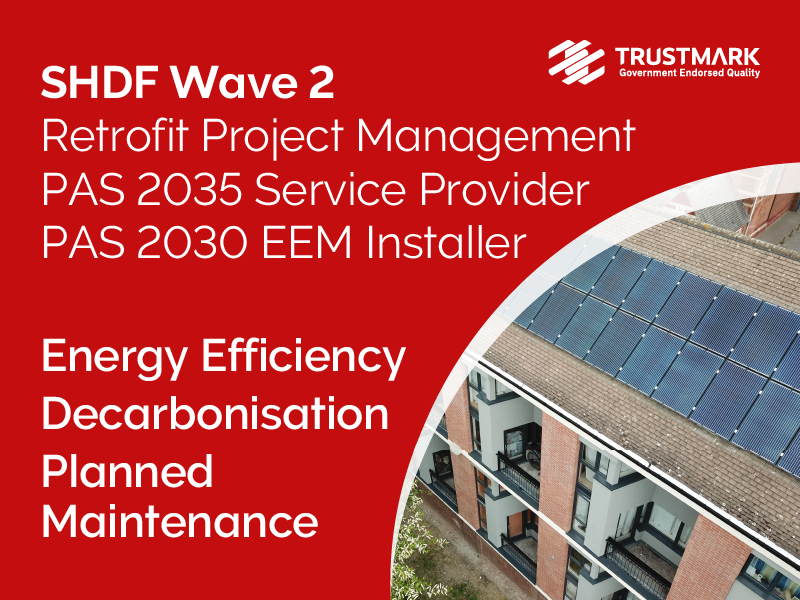 SHDF Wave 2
Retrofit Project Management
PAS 2035 Service Provider
PAS 2030 EEM Installer
TRUSTMARK
Government Endorsed Quality
Energy Efficiency
Decarbonisation
Planned
Maintenance